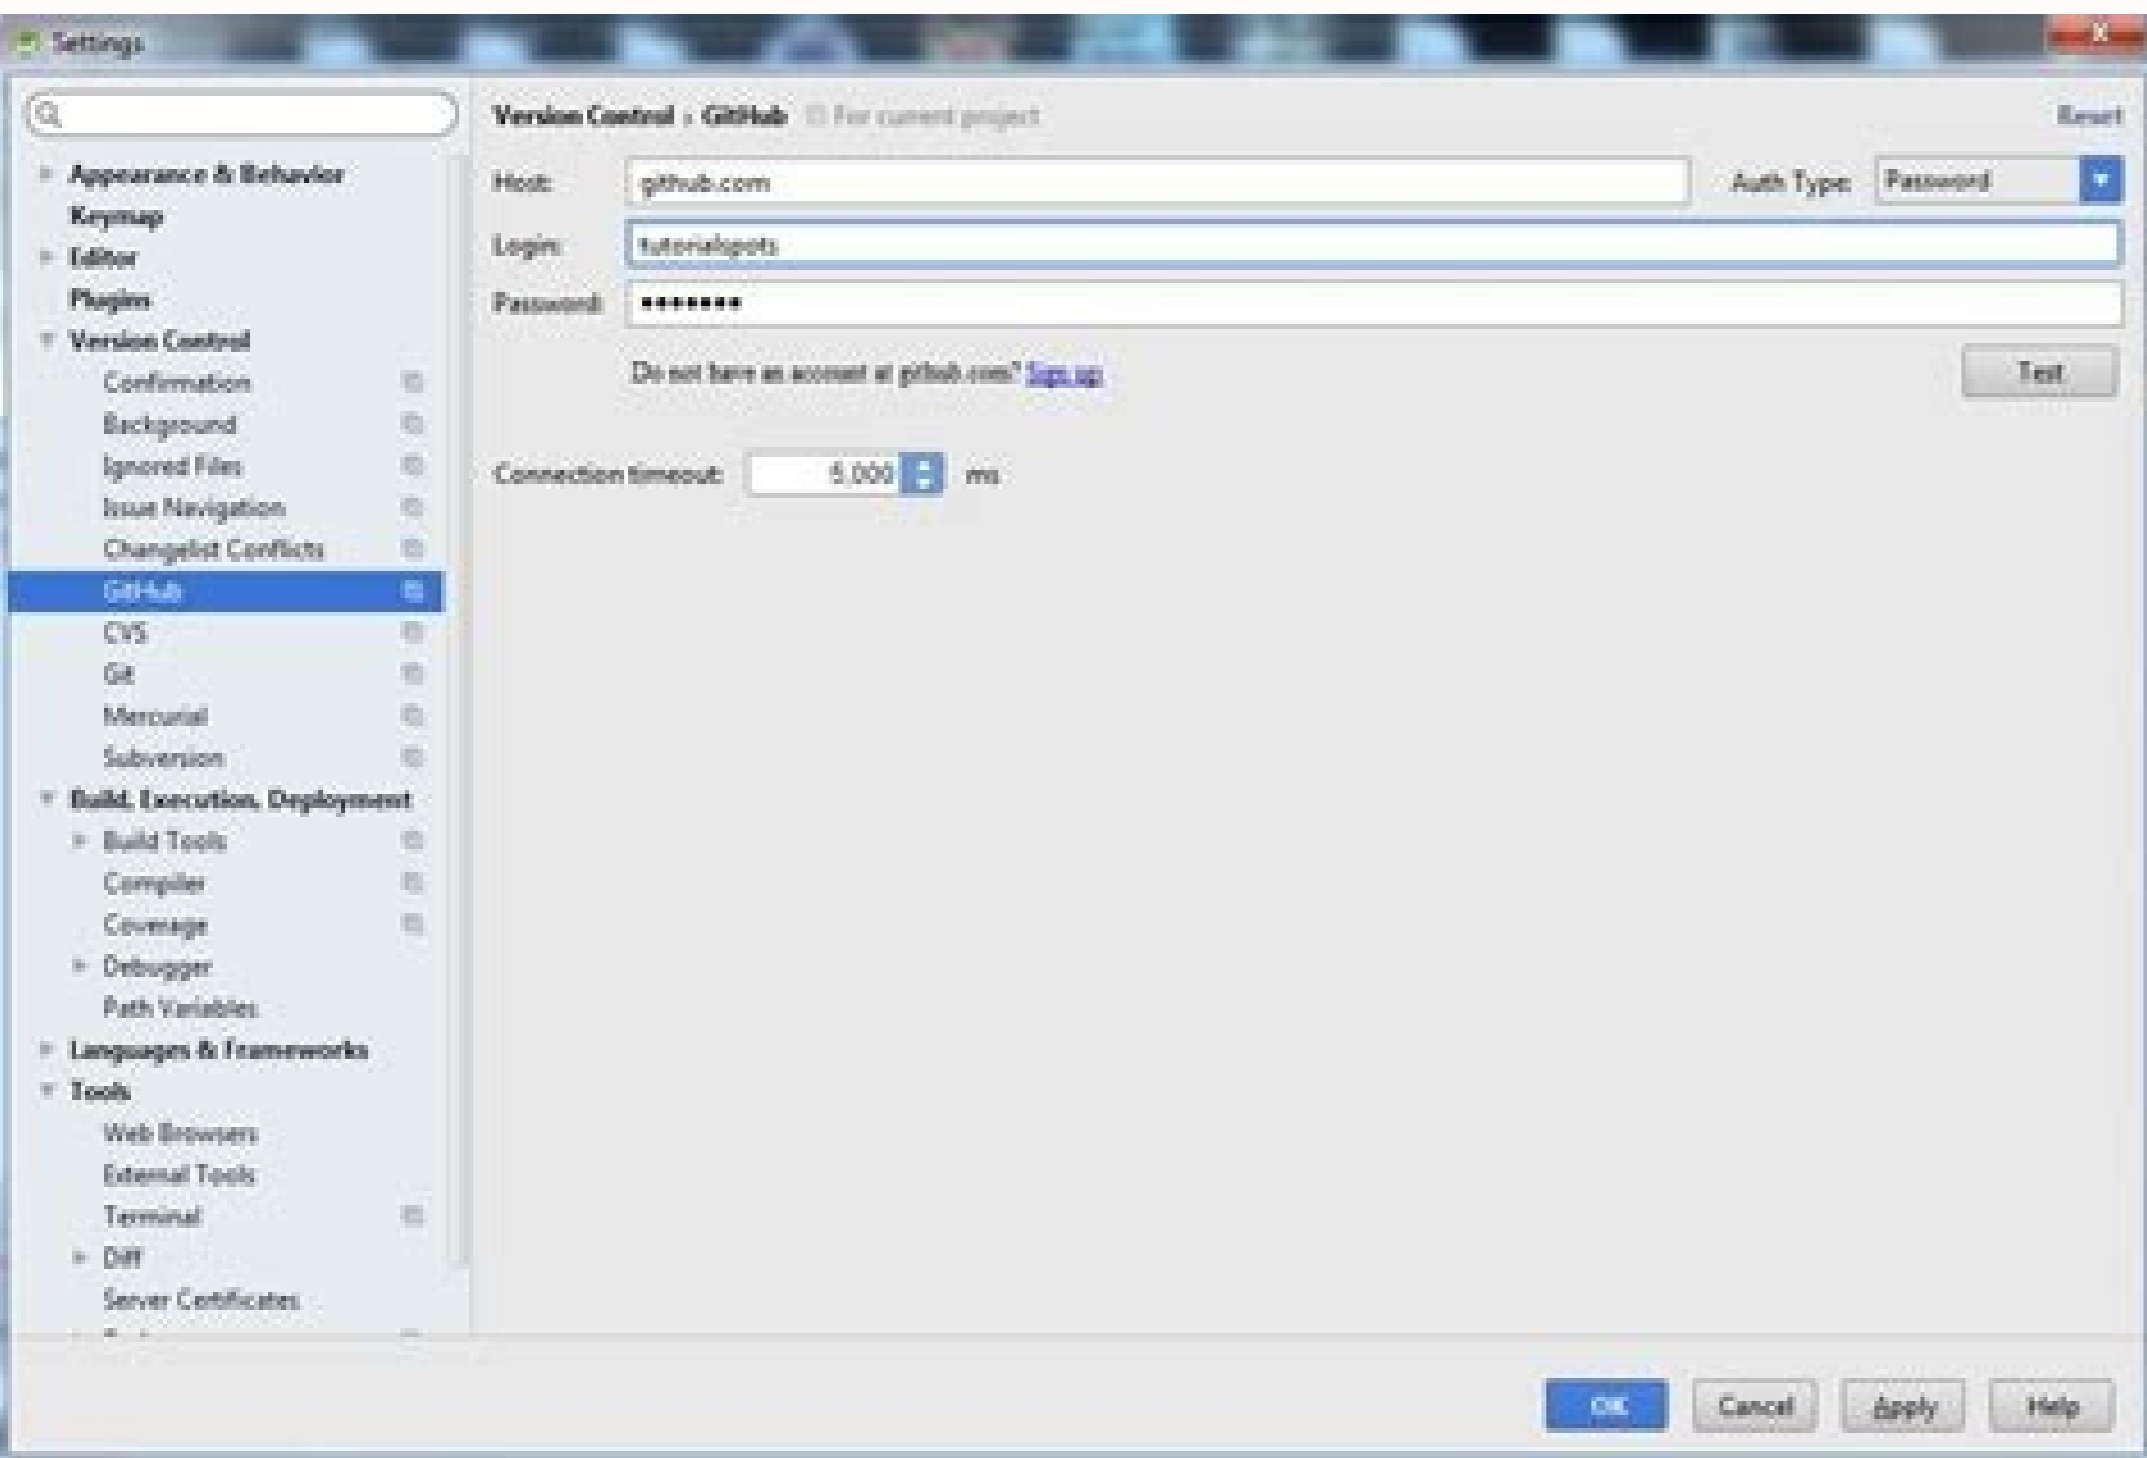 Settings
Version Control › GitHub For current project
Reset
Appearance & Behavior
Keymap
Editor
Plugins
Version Control
Confirmation
Background
Ignored Files
Issue Navigation
Changelist Conflicts
GitHub
CVS
Git
Mercurial
Subversion
Build, Execution, Deployment
Build Tools
Compiler
Coverage
Debugger
Path Variables
Languages & Frameworks
Tools
Web Browsers
External Tools
Terminal
Diff
Server Certificates
Host: github.com
Auth Type: Password
Login: tutorialspots
Password: •••••••
Do not have an account at github.com? Sign up
Test
Connection timeout: 5,000 ms
OK
Cancel
Apply
Help